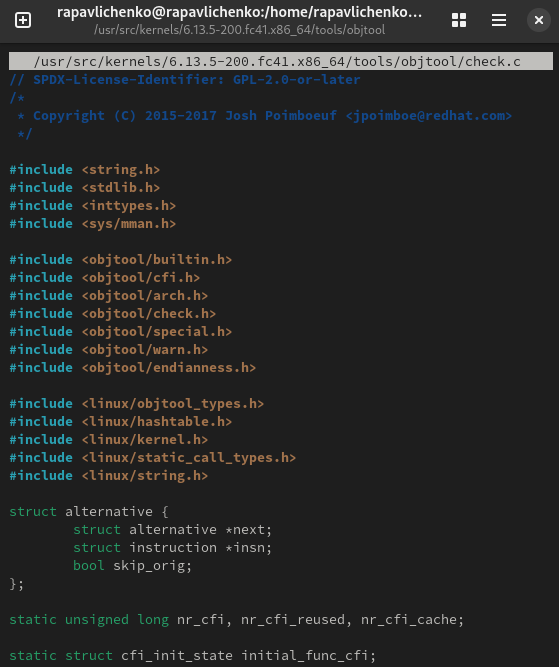 rapavlichenko@rapavlichenko:/home/rapavlichenko...
/usr/src/kernels/6.13.5-200.fc41.x86_64/tools/objtool
/usr/src/kernels/6.13.5-200.fc41.x86_64/tools/objtool/check.c
// SPDX-License-Identifier: GPL-2.0-or-later
/*
 * Copyright (C) 2015-2017 Josh Poimboeuf <jpoimboe@redhat.com>
 */

#include <string.h>
#include <stdlib.h>
#include <inttypes.h>
#include <sys/mman.h>

#include <objtool/builtin.h>
#include <objtool/cfi.h>
#include <objtool/arch.h>
#include <objtool/check.h>
#include <objtool/special.h>
#include <objtool/warn.h>
#include <objtool/endianness.h>

#include <linux/objtool_types.h>
#include <linux/hashtable.h>
#include <linux/kernel.h>
#include <linux/static_call_types.h>
#include <linux/string.h>

struct alternative {
        struct alternative *next;
        struct instruction *insn;
        bool skip_orig;
};

static unsigned long nr_cfi, nr_cfi_reused, nr_cfi_cache;

static struct cfi_init_state initial_func_cfi;